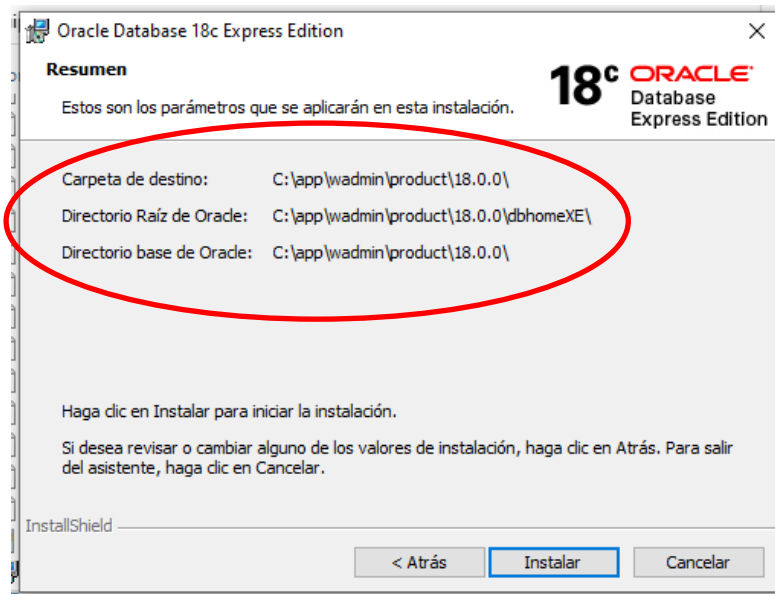 Oracle Database 18c Express Edition
Resumen
Estos son los parámetros que se aplicarán en esta instalación.
18c ORACLE
Database
Express Edition
Carpeta de destino: C:\app\wadmin\product\18.0.0\
Directorio Raíz de Oracle: C:\app\wadmin\product\18.0.0\dbhomeXE\
Directorio base de Oracle: C:\app\wadmin\product\18.0.0\
Haga clic en Instalar para iniciar la instalación.
Si desea revisar o cambiar alguno de los valores de instalación, haga clic en Atrás. Para salir
del asistente, haga clic en Cancelar.
InstallShield
< Atrás Instalar Cancelar